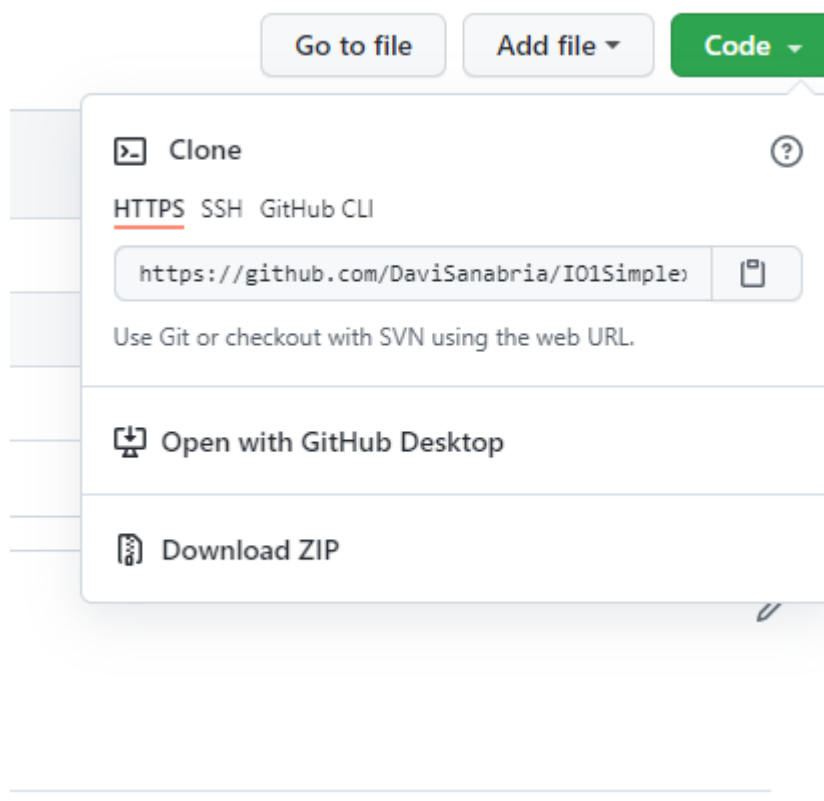 Go to file Add file Code
Clone
HTTPS SSH GitHub CLI
https://github.com/DaviSanabria/IO1Simplex
Use Git or checkout with SVN using the web URL.
Open with GitHub Desktop
Download ZIP